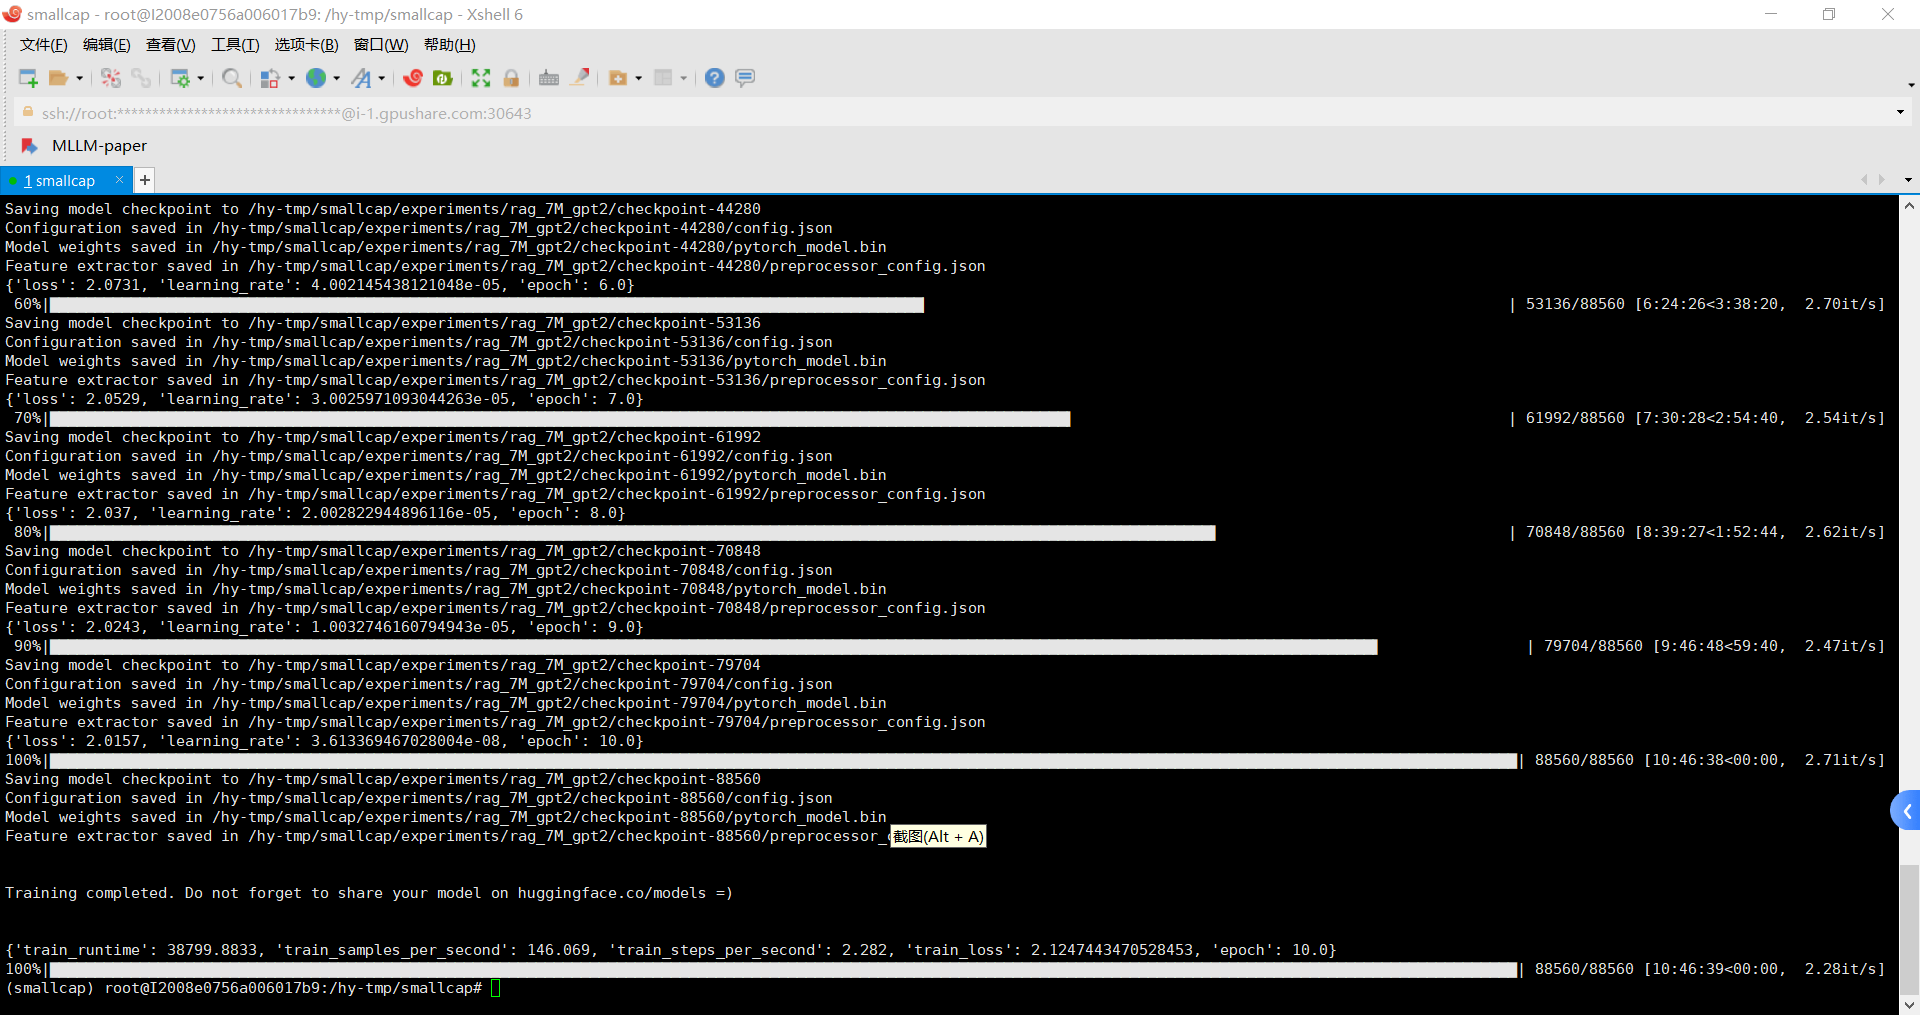 smallcap - root@I2008e0756a006017b9: /hy-tmp/smallcap - Xshell 6
文件(F) 编辑(E) 查看(V) 工具(T) 选项卡(B) 窗口(W) 帮助(H)
ssh://root:********************************@i-1.gpushare.com:30643
MLLM-paper
1 smallcap × +
Saving model checkpoint to /hy-tmp/smallcap/experiments/rag_7M_gpt2/checkpoint-44280
Configuration saved in /hy-tmp/smallcap/experiments/rag_7M_gpt2/checkpoint-44280/config.json
Model weights saved in /hy-tmp/smallcap/experiments/rag_7M_gpt2/checkpoint-44280/pytorch_model.bin
Feature extractor saved in /hy-tmp/smallcap/experiments/rag_7M_gpt2/checkpoint-44280/preprocessor_config.json
{'loss': 2.0731, 'learning_rate': 4.002145438121048e-05, 'epoch': 6.0}
60%| | 53136/88560 [6:24:26<3:38:20, 2.70it/s]
Saving model checkpoint to /hy-tmp/smallcap/experiments/rag_7M_gpt2/checkpoint-53136
Configuration saved in /hy-tmp/smallcap/experiments/rag_7M_gpt2/checkpoint-53136/config.json
Model weights saved in /hy-tmp/smallcap/experiments/rag_7M_gpt2/checkpoint-53136/pytorch_model.bin
Feature extractor saved in /hy-tmp/smallcap/experiments/rag_7M_gpt2/checkpoint-53136/preprocessor_config.json
{'loss': 2.0529, 'learning_rate': 3.0025971093044263e-05, 'epoch': 7.0}
70%| | 61992/88560 [7:30:28<2:54:40, 2.54it/s]
Saving model checkpoint to /hy-tmp/smallcap/experiments/rag_7M_gpt2/checkpoint-61992
Configuration saved in /hy-tmp/smallcap/experiments/rag_7M_gpt2/checkpoint-61992/config.json
Model weights saved in /hy-tmp/smallcap/experiments/rag_7M_gpt2/checkpoint-61992/pytorch_model.bin
Feature extractor saved in /hy-tmp/smallcap/experiments/rag_7M_gpt2/checkpoint-61992/preprocessor_config.json
{'loss': 2.037, 'learning_rate': 2.002822944896116e-05, 'epoch': 8.0}
80%| | 70848/88560 [8:39:27<1:52:44, 2.62it/s]
Saving model checkpoint to /hy-tmp/smallcap/experiments/rag_7M_gpt2/checkpoint-70848
Configuration saved in /hy-tmp/smallcap/experiments/rag_7M_gpt2/checkpoint-70848/config.json
Model weights saved in /hy-tmp/smallcap/experiments/rag_7M_gpt2/checkpoint-70848/pytorch_model.bin
Feature extractor saved in /hy-tmp/smallcap/experiments/rag_7M_gpt2/checkpoint-70848/preprocessor_config.json
{'loss': 2.0243, 'learning_rate': 1.0032746160794943e-05, 'epoch': 9.0}
90%| | 79704/88560 [9:46:48<59:40, 2.47it/s]
Saving model checkpoint to /hy-tmp/smallcap/experiments/rag_7M_gpt2/checkpoint-79704
Configuration saved in /hy-tmp/smallcap/experiments/rag_7M_gpt2/checkpoint-79704/config.json
Model weights saved in /hy-tmp/smallcap/experiments/rag_7M_gpt2/checkpoint-79704/pytorch_model.bin
Feature extractor saved in /hy-tmp/smallcap/experiments/rag_7M_gpt2/checkpoint-79704/preprocessor_config.json
{'loss': 2.0157, 'learning_rate': 3.613369467028004e-08, 'epoch': 10.0}
100%| | 88560/88560 [10:46:38<00:00, 2.71it/s]
Saving model checkpoint to /hy-tmp/smallcap/experiments/rag_7M_gpt2/checkpoint-88560
Configuration saved in /hy-tmp/smallcap/experiments/rag_7M_gpt2/checkpoint-88560/config.json
Model weights saved in /hy-tmp/smallcap/experiments/rag_7M_gpt2/checkpoint-88560/pytorch_model.bin
Feature extractor saved in /hy-tmp/smallcap/experiments/rag_7M_gpt2/checkpoint-88560/preprocessor_ 截图(Alt + A)
Training completed. Do not forget to share your model on huggingface.co/models =)
{'train_runtime': 38799.8833, 'train_samples_per_second': 146.069, 'train_steps_per_second': 2.282, 'train_loss': 2.1247443470528453, 'epoch': 10.0}
100%| | 88560/88560 [10:46:39<00:00, 2.28it/s]
(smallcap) root@I2008e0756a006017b9:/hy-tmp/smallcap#